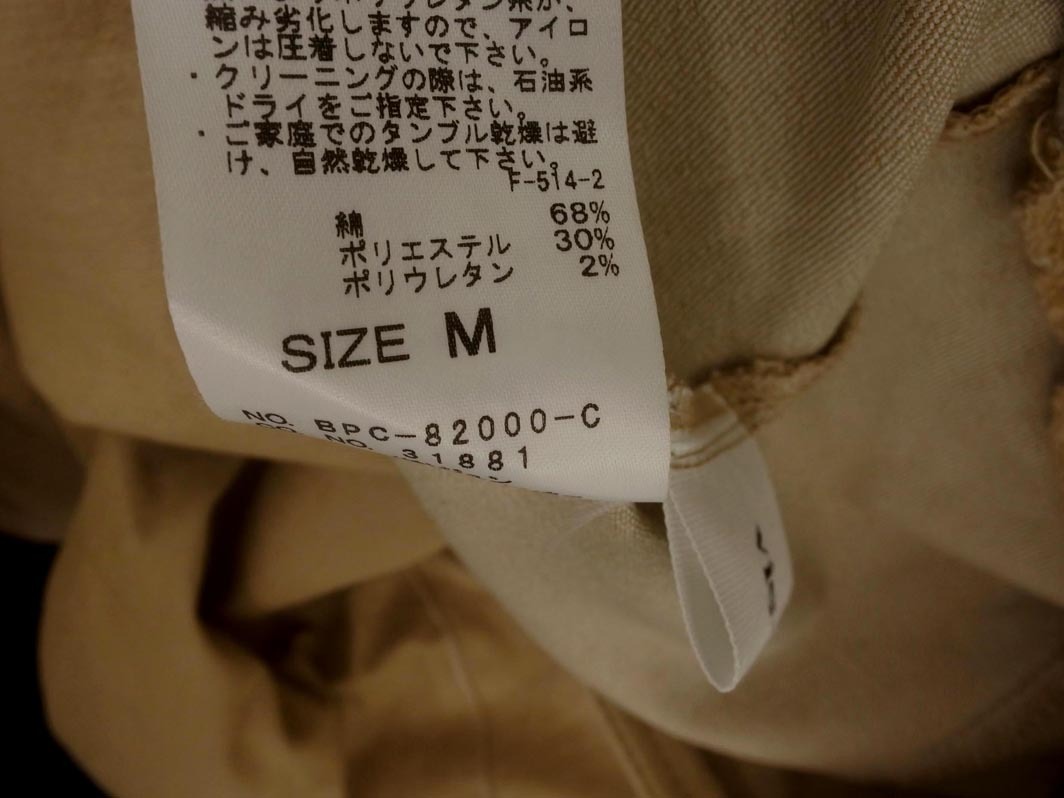 縮み劣化しますので、アイロ
ンは圧着しないで下さい。
・クリーニングの際は、石油系
ドライをご指定下さい。
・ご家庭でのタンブル乾燥は避
け、自然乾燥して下さい。
F-514-2
綿 68%
ポリエステル 30%
ポリウレタン 2%
SIZE M
NO. BPC-82000-C
NO. 31881